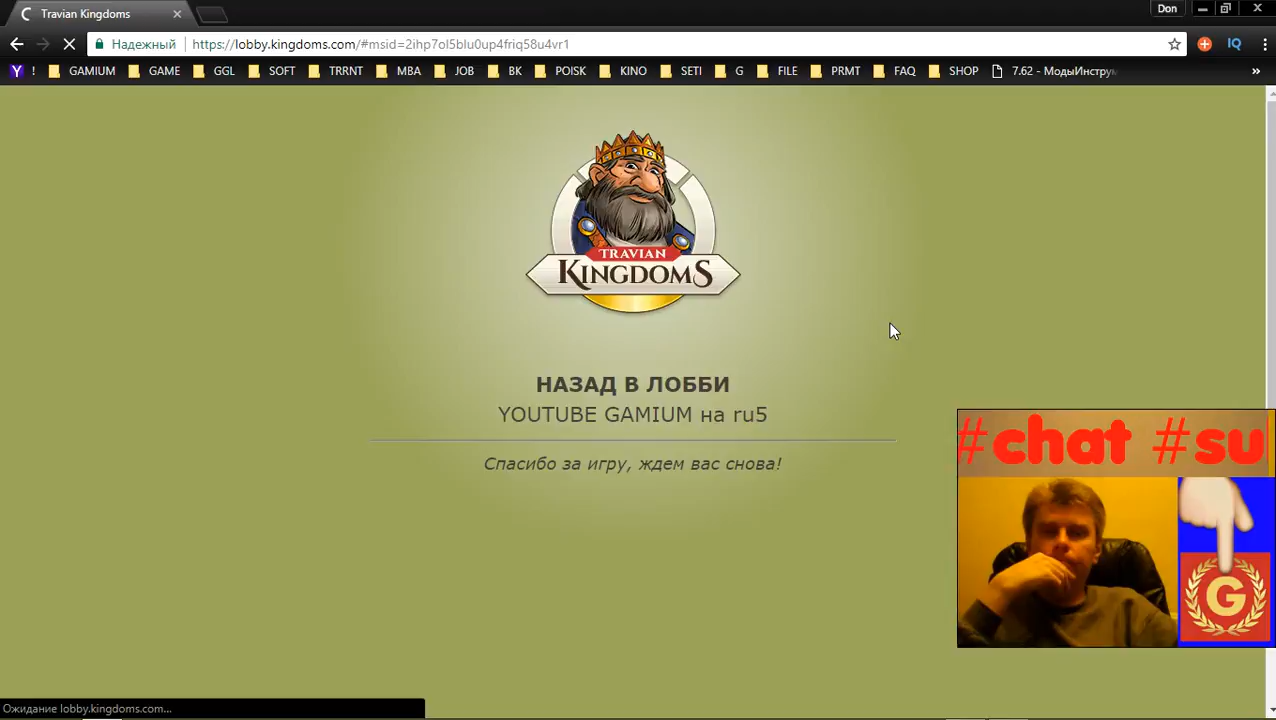 Travian Kingdoms
Don
Надежный
https://lobby.kingdoms.com/#msid=2ihp7ol5blu0up4friq58u4vr1
IQ
Y ! GAMIUM GAME GGL SOFT TRRNT MBA JOB BK POISK KINO SETI G FILE PRMT FAQ SHOP 7.62 - МодыИнструм »
TRAVIAN
KINGDOMS
НАЗАД В ЛОББИ
YOUTUBE GAMIUM на ru5
Спасибо за игру, ждем вас снова!
#chat #su
G
Ожидание lobby.kingdoms.com...